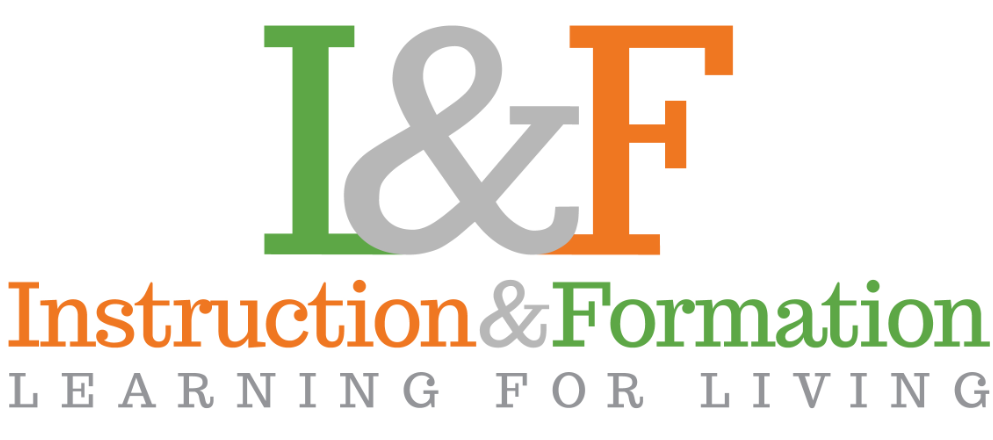 I&F
Instruction&Formation
LEARNING FOR LIVING